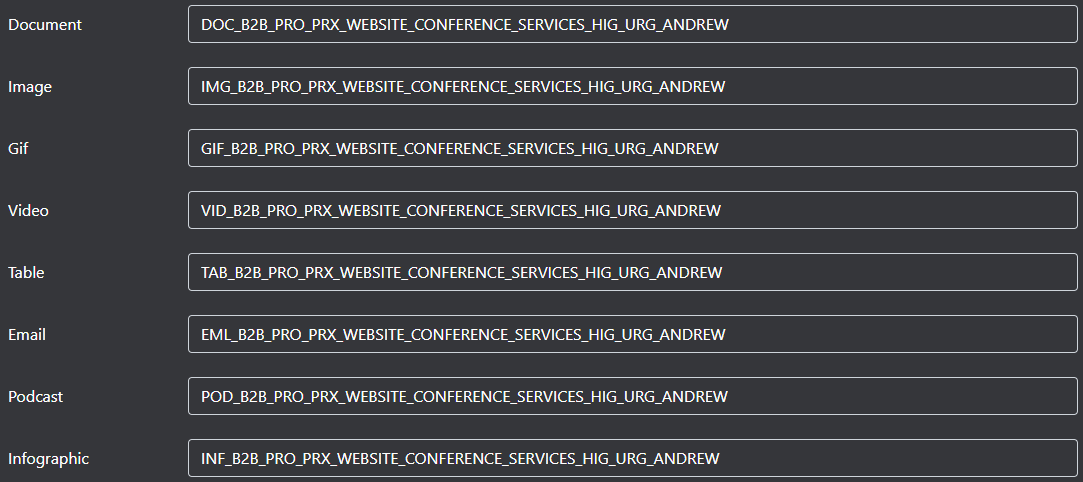 Document DOC_B2B_PRO_PRX_WEBSITE_CONFERENCE_SERVICES_HIG_URG_ANDREW
Image IMG_B2B_PRO_PRX_WEBSITE_CONFERENCE_SERVICES_HIG_URG_ANDREW
Gif GIF_B2B_PRO_PRX_WEBSITE_CONFERENCE_SERVICES_HIG_URG_ANDREW
Video VID_B2B_PRO_PRX_WEBSITE_CONFERENCE_SERVICES_HIG_URG_ANDREW
Table TAB_B2B_PRO_PRX_WEBSITE_CONFERENCE_SERVICES_HIG_URG_ANDREW
Email EML_B2B_PRO_PRX_WEBSITE_CONFERENCE_SERVICES_HIG_URG_ANDREW
Podcast POD_B2B_PRO_PRX_WEBSITE_CONFERENCE_SERVICES_HIG_URG_ANDREW
Infographic INF_B2B_PRO_PRX_WEBSITE_CONFERENCE_SERVICES_HIG_URG_ANDREW